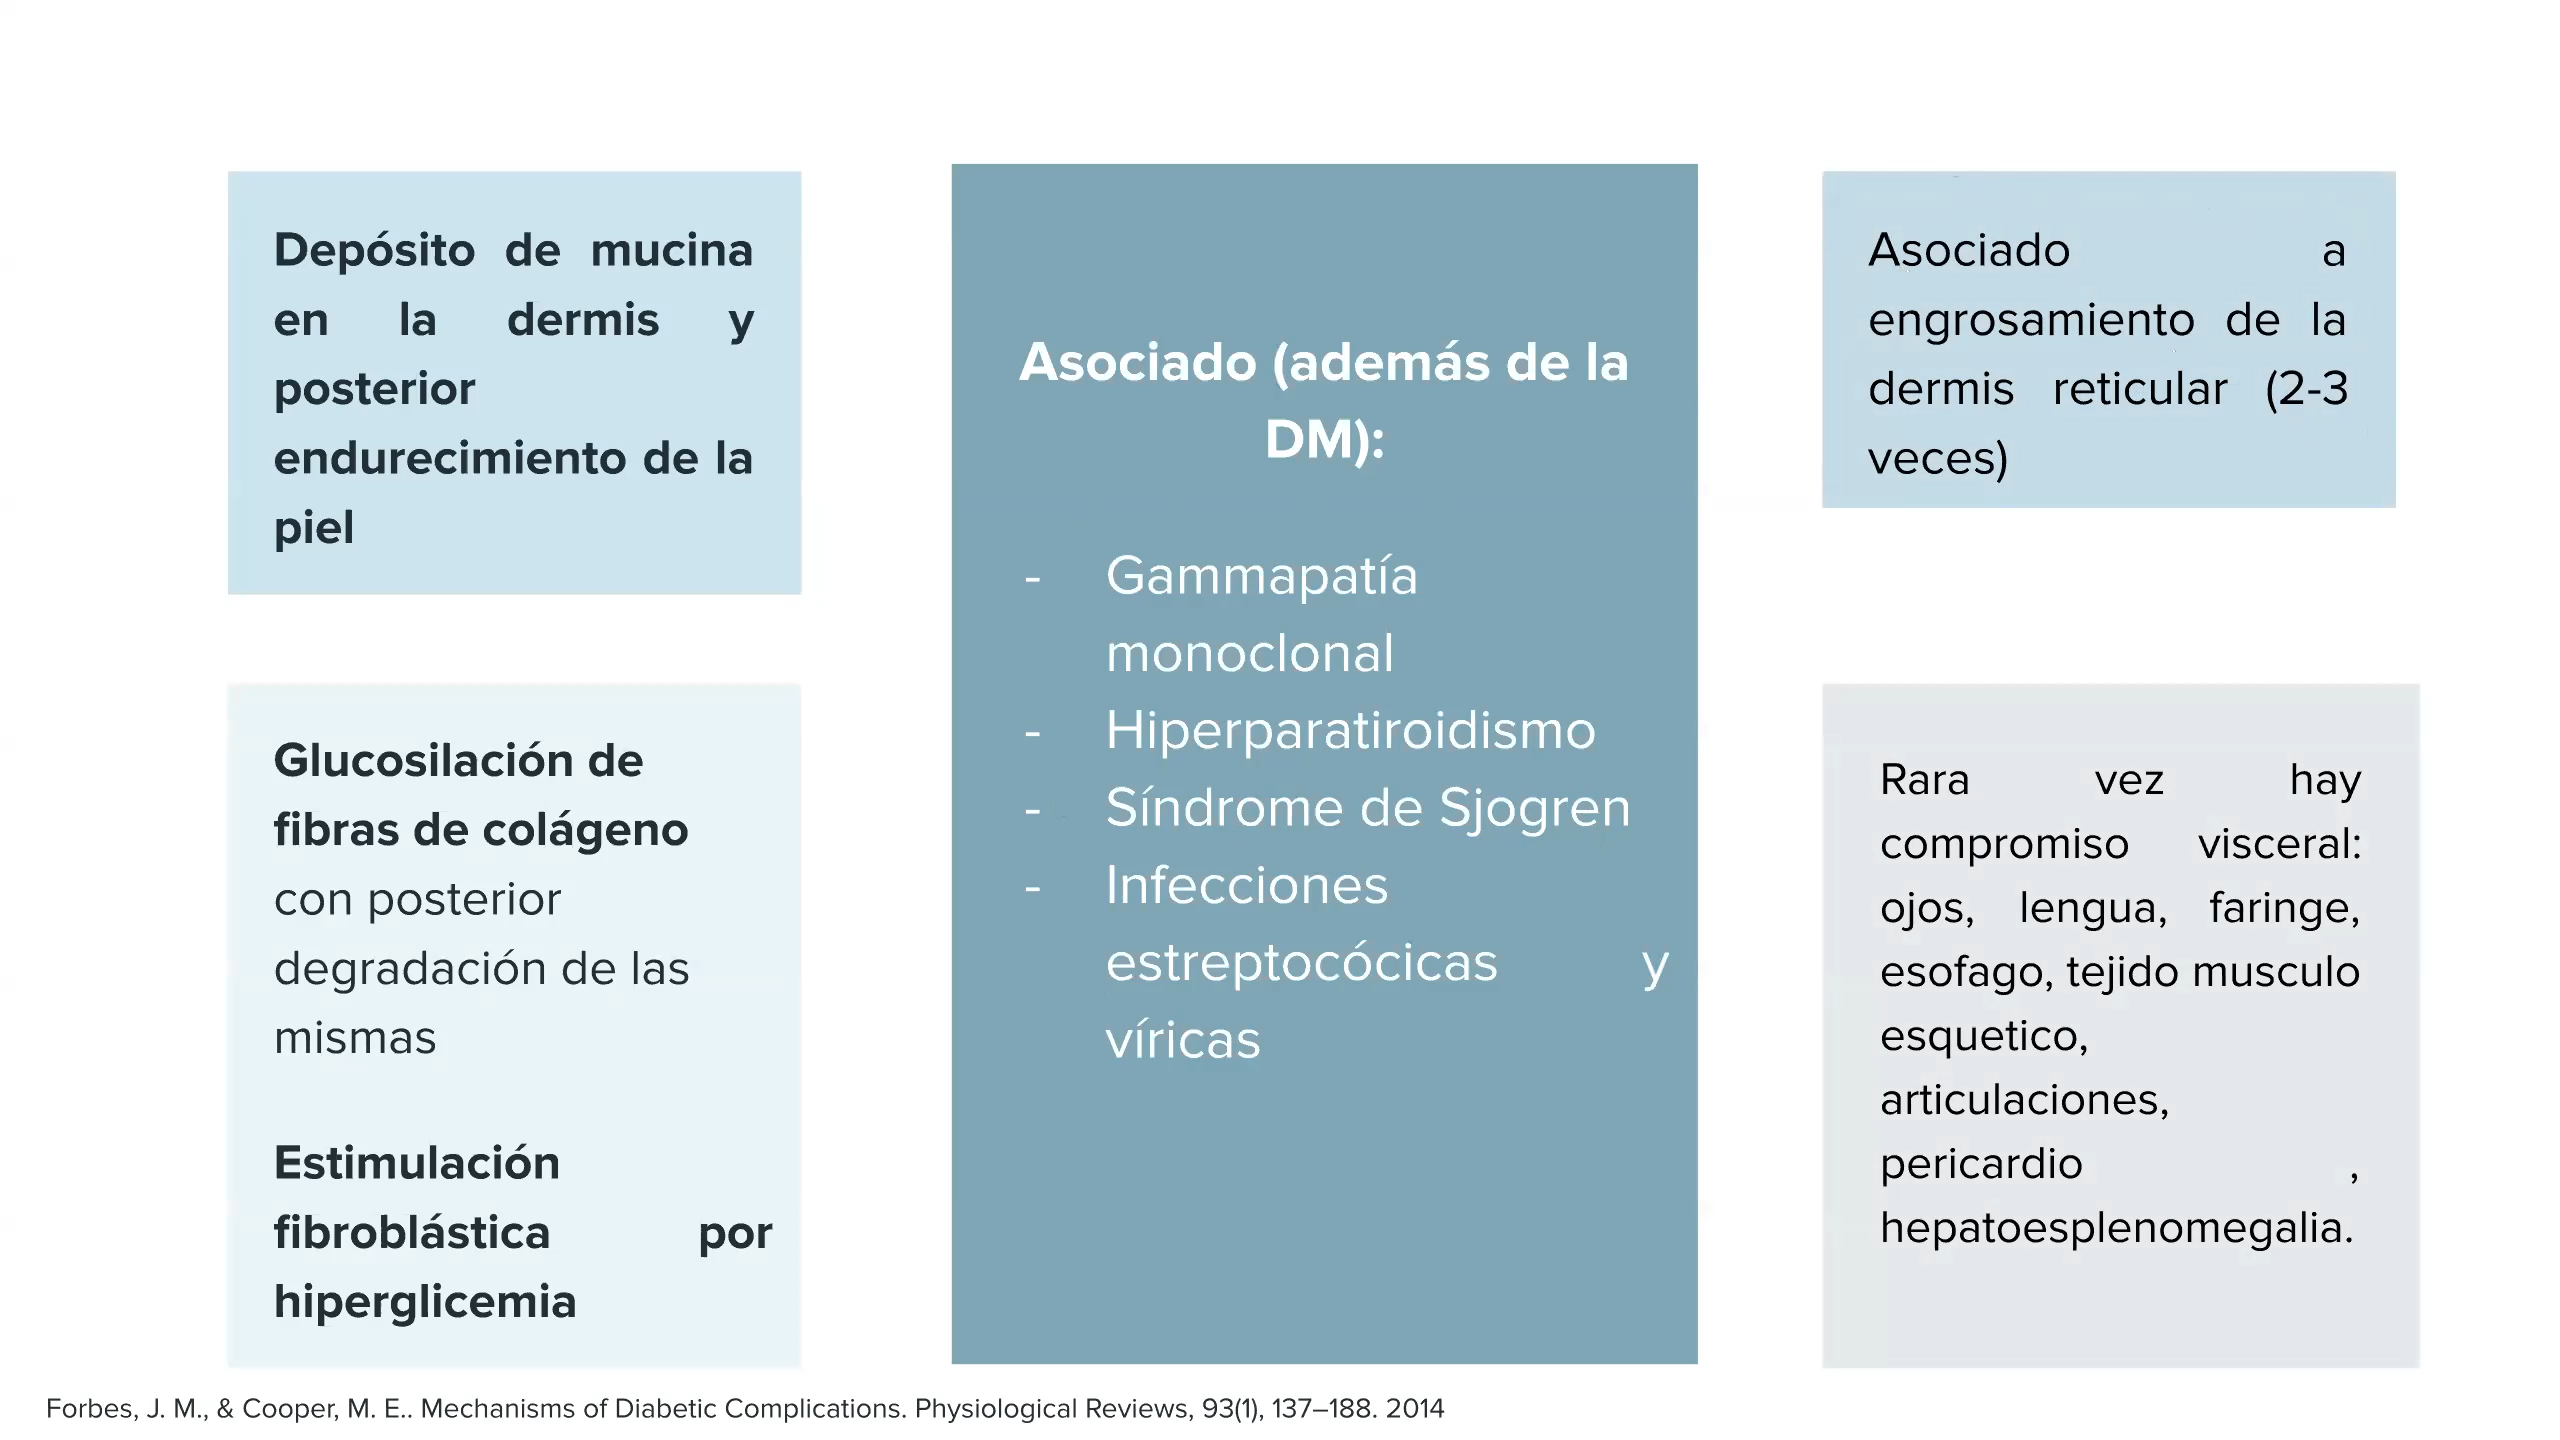 Depósito de mucina
en la dermis y
posterior
endurecimiento de la
piel
Glucosilación de
fibras de colágeno
con posterior
degradación de las
mismas
Estimulación
fibroblástica por
hiperglicemia
Asociado (además de la
DM):
- Gammapatía
monoclonal
- Hiperparatiroidismo
- Síndrome de Sjogren
- Infecciones
estreptocócicas y
víricas
Asociado a
engrosamiento de la
dermis reticular (2-3
veces)
Rara vez hay
compromiso visceral:
ojos, lengua, faringe,
esofago, tejido musculo
esquetico,
articulaciones,
pericardio ,
hepatoesplenomegalia.
Forbes, J. M., & Cooper, M. E.. Mechanisms of Diabetic Complications. Physiological Reviews, 93(1), 137–188. 2014